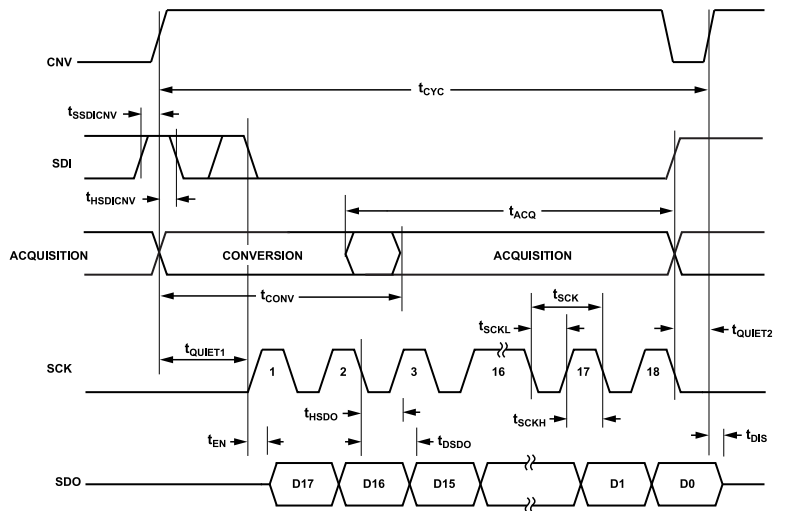 CNV
tCYC
tSSDICNV
SDI
tHSDICNV
tACQ
ACQUISITION
CONVERSION
ACQUISITION
tCONV
tSCK
tSCKL
tQUIET1
tQUIET2
SCK
1
2
3
16
17
18
tHSDO
tSCKH
tEN
tDSDO
tDIS
SDO
D17
D16
D15
D1
D0